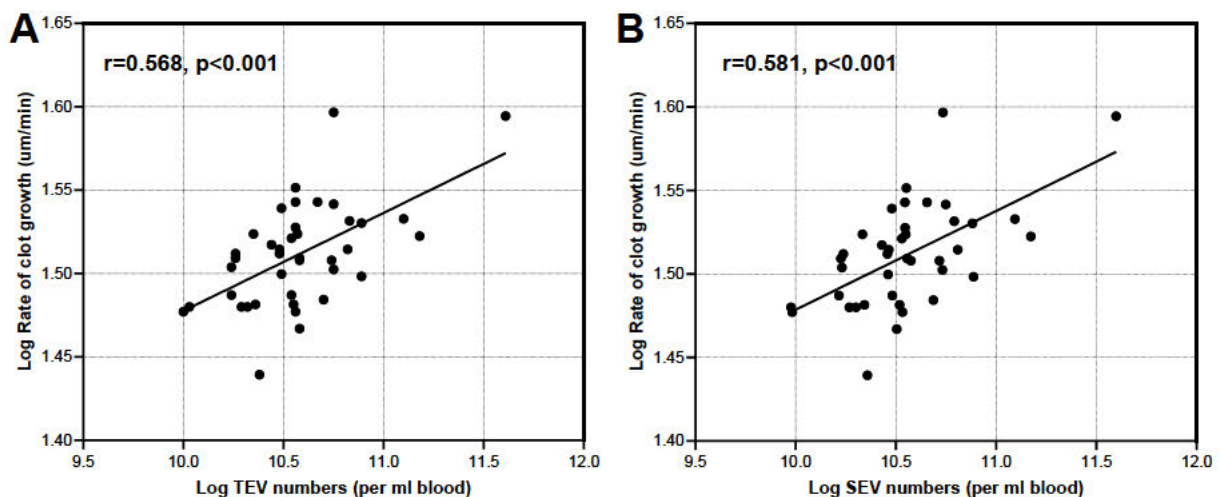 A
r=0.568, p<0.001
Log Rate of clot growth (um/min)
1.65
1.60
1.55
1.50
1.45
1.40
9.5 10.0 10.5 11.0 11.5 12.0
Log TEV numbers (per ml blood)
B
r=0.581, p<0.001
Log Rate of clot growth (um/min)
1.65
1.60
1.55
1.50
1.45
1.40
9.5 10.0 10.5 11.0 11.5 12.0
Log SEV numbers (per ml blood)